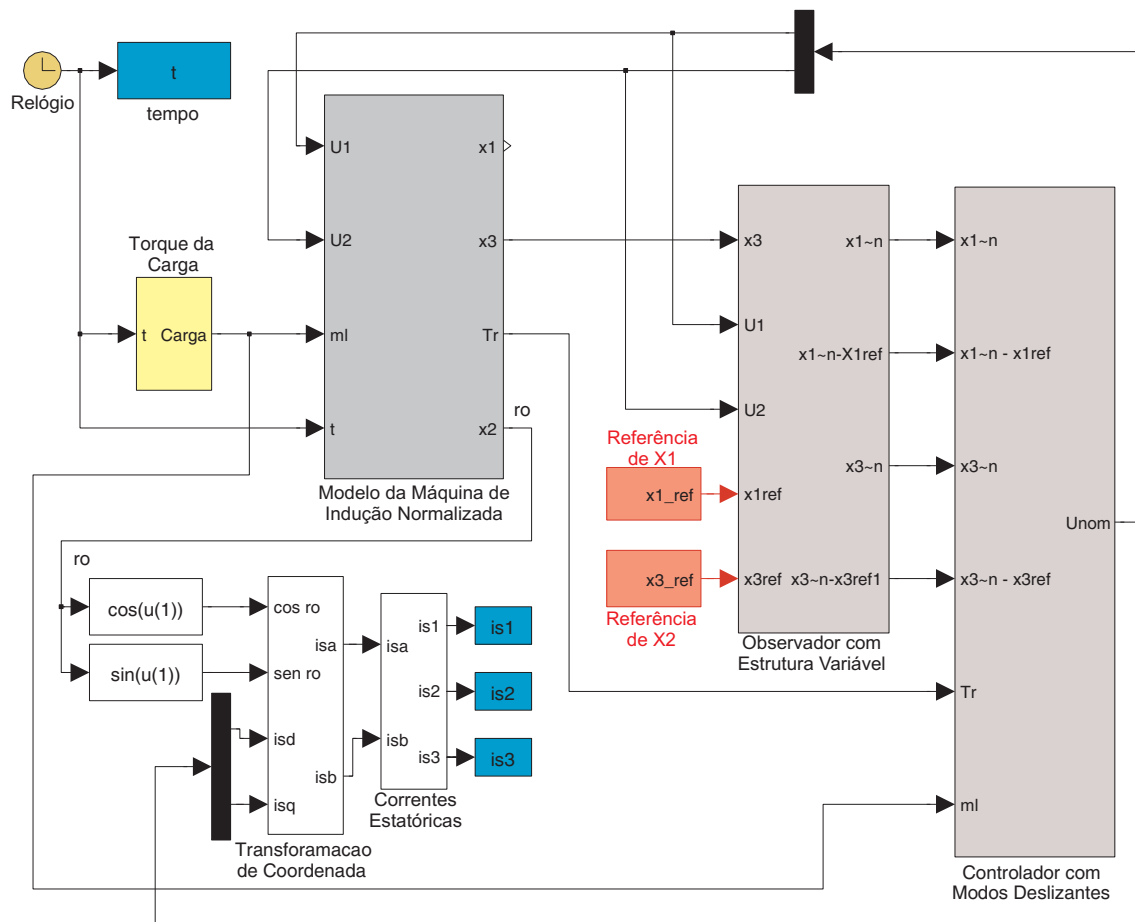 Relógio
t
tempo
U1
x1
U2
x3
ml
Tr
t
x2
Modelo da Máquina de
Indução Normalizada
Torque da
Carga
t
Carga
ro
ro
cos(u(1))
sin(u(1))
cos ro
sen ro
isa
isd
isb
isq
Transforamacao
de Coordenada
isa
isb
is1
is2
is3
Correntes
Estatóricas
is1
is2
is3
Referência
de X1
x1_ref
x3_ref
Referência
de X2
x3
x1~n
U1
x1~n-X1ref
U2
x3~n
x1ref
x3ref
x3~n-x3ref1
Observador com
Estrutura Variável
x1~n
x1~n - x1ref
x3~n
Unom
x3~n - x3ref
Tr
ml
Controlador com
Modos Deslizantes